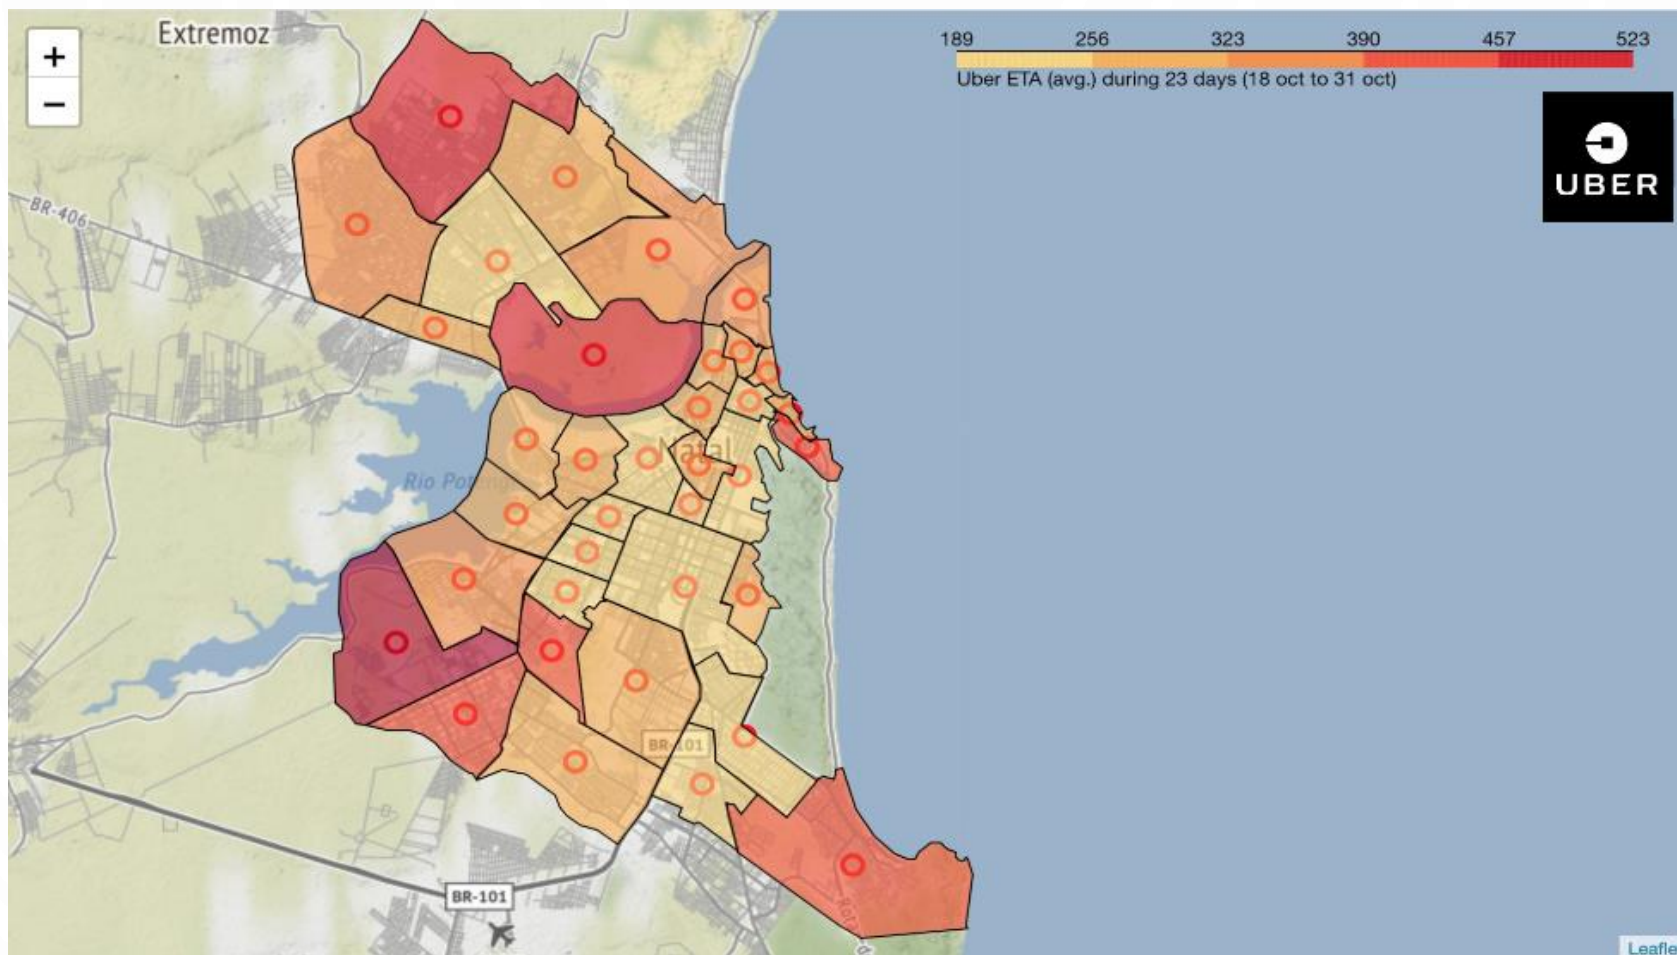 Extremoz
+
−
189 256 323 390 457 523
Uber ETA (avg.) during 23 days (18 oct to 31 oct)
UBER
BR-406
Natal
Rio
BR-101
BR-101